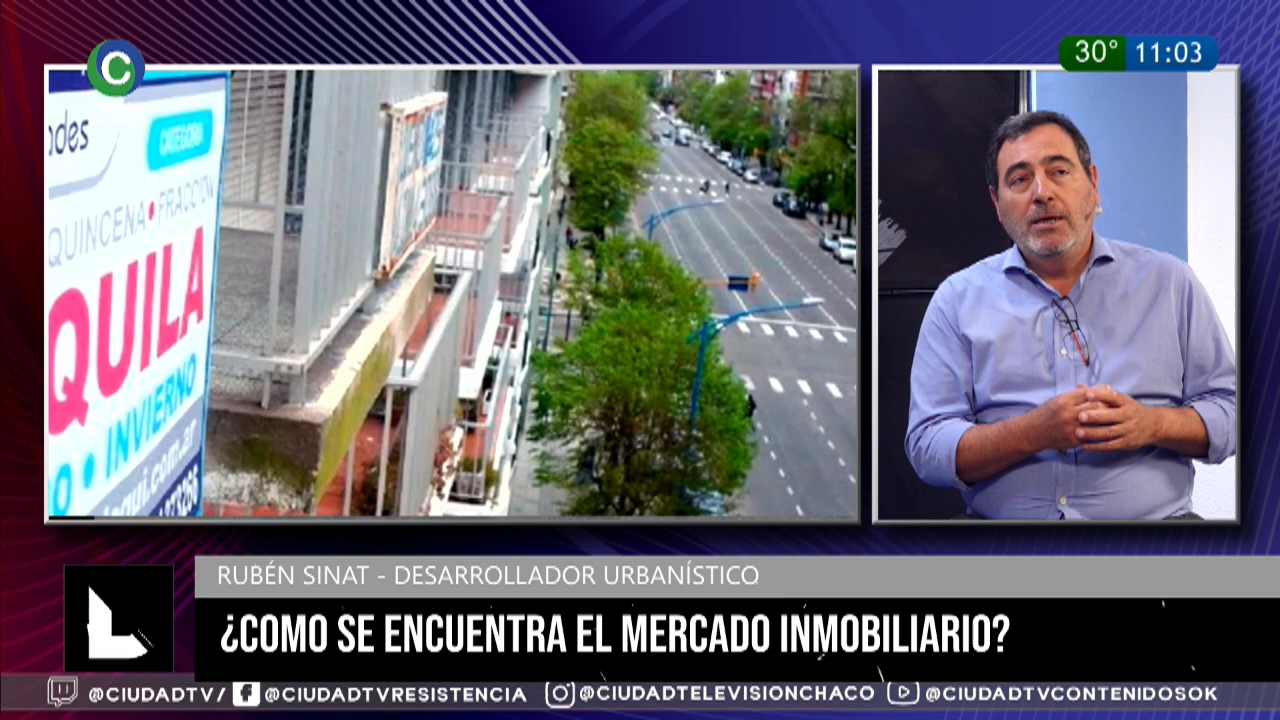 C
30° 11:03
ades
CATEGORÍA
QUINCENA • FRACCIÓN
QUILA
O • INVIERNO
RUBÉN SINAT - DESARROLLADOR URBANÍSTICO
¿COMO SE ENCUENTRA EL MERCADO INMOBILIARIO?
@CIUDADTV / @CIUDADTVRESISTENCIA @CIUDADTELEVISIONCHACO @CIUDADTVCONTENIDOSOK